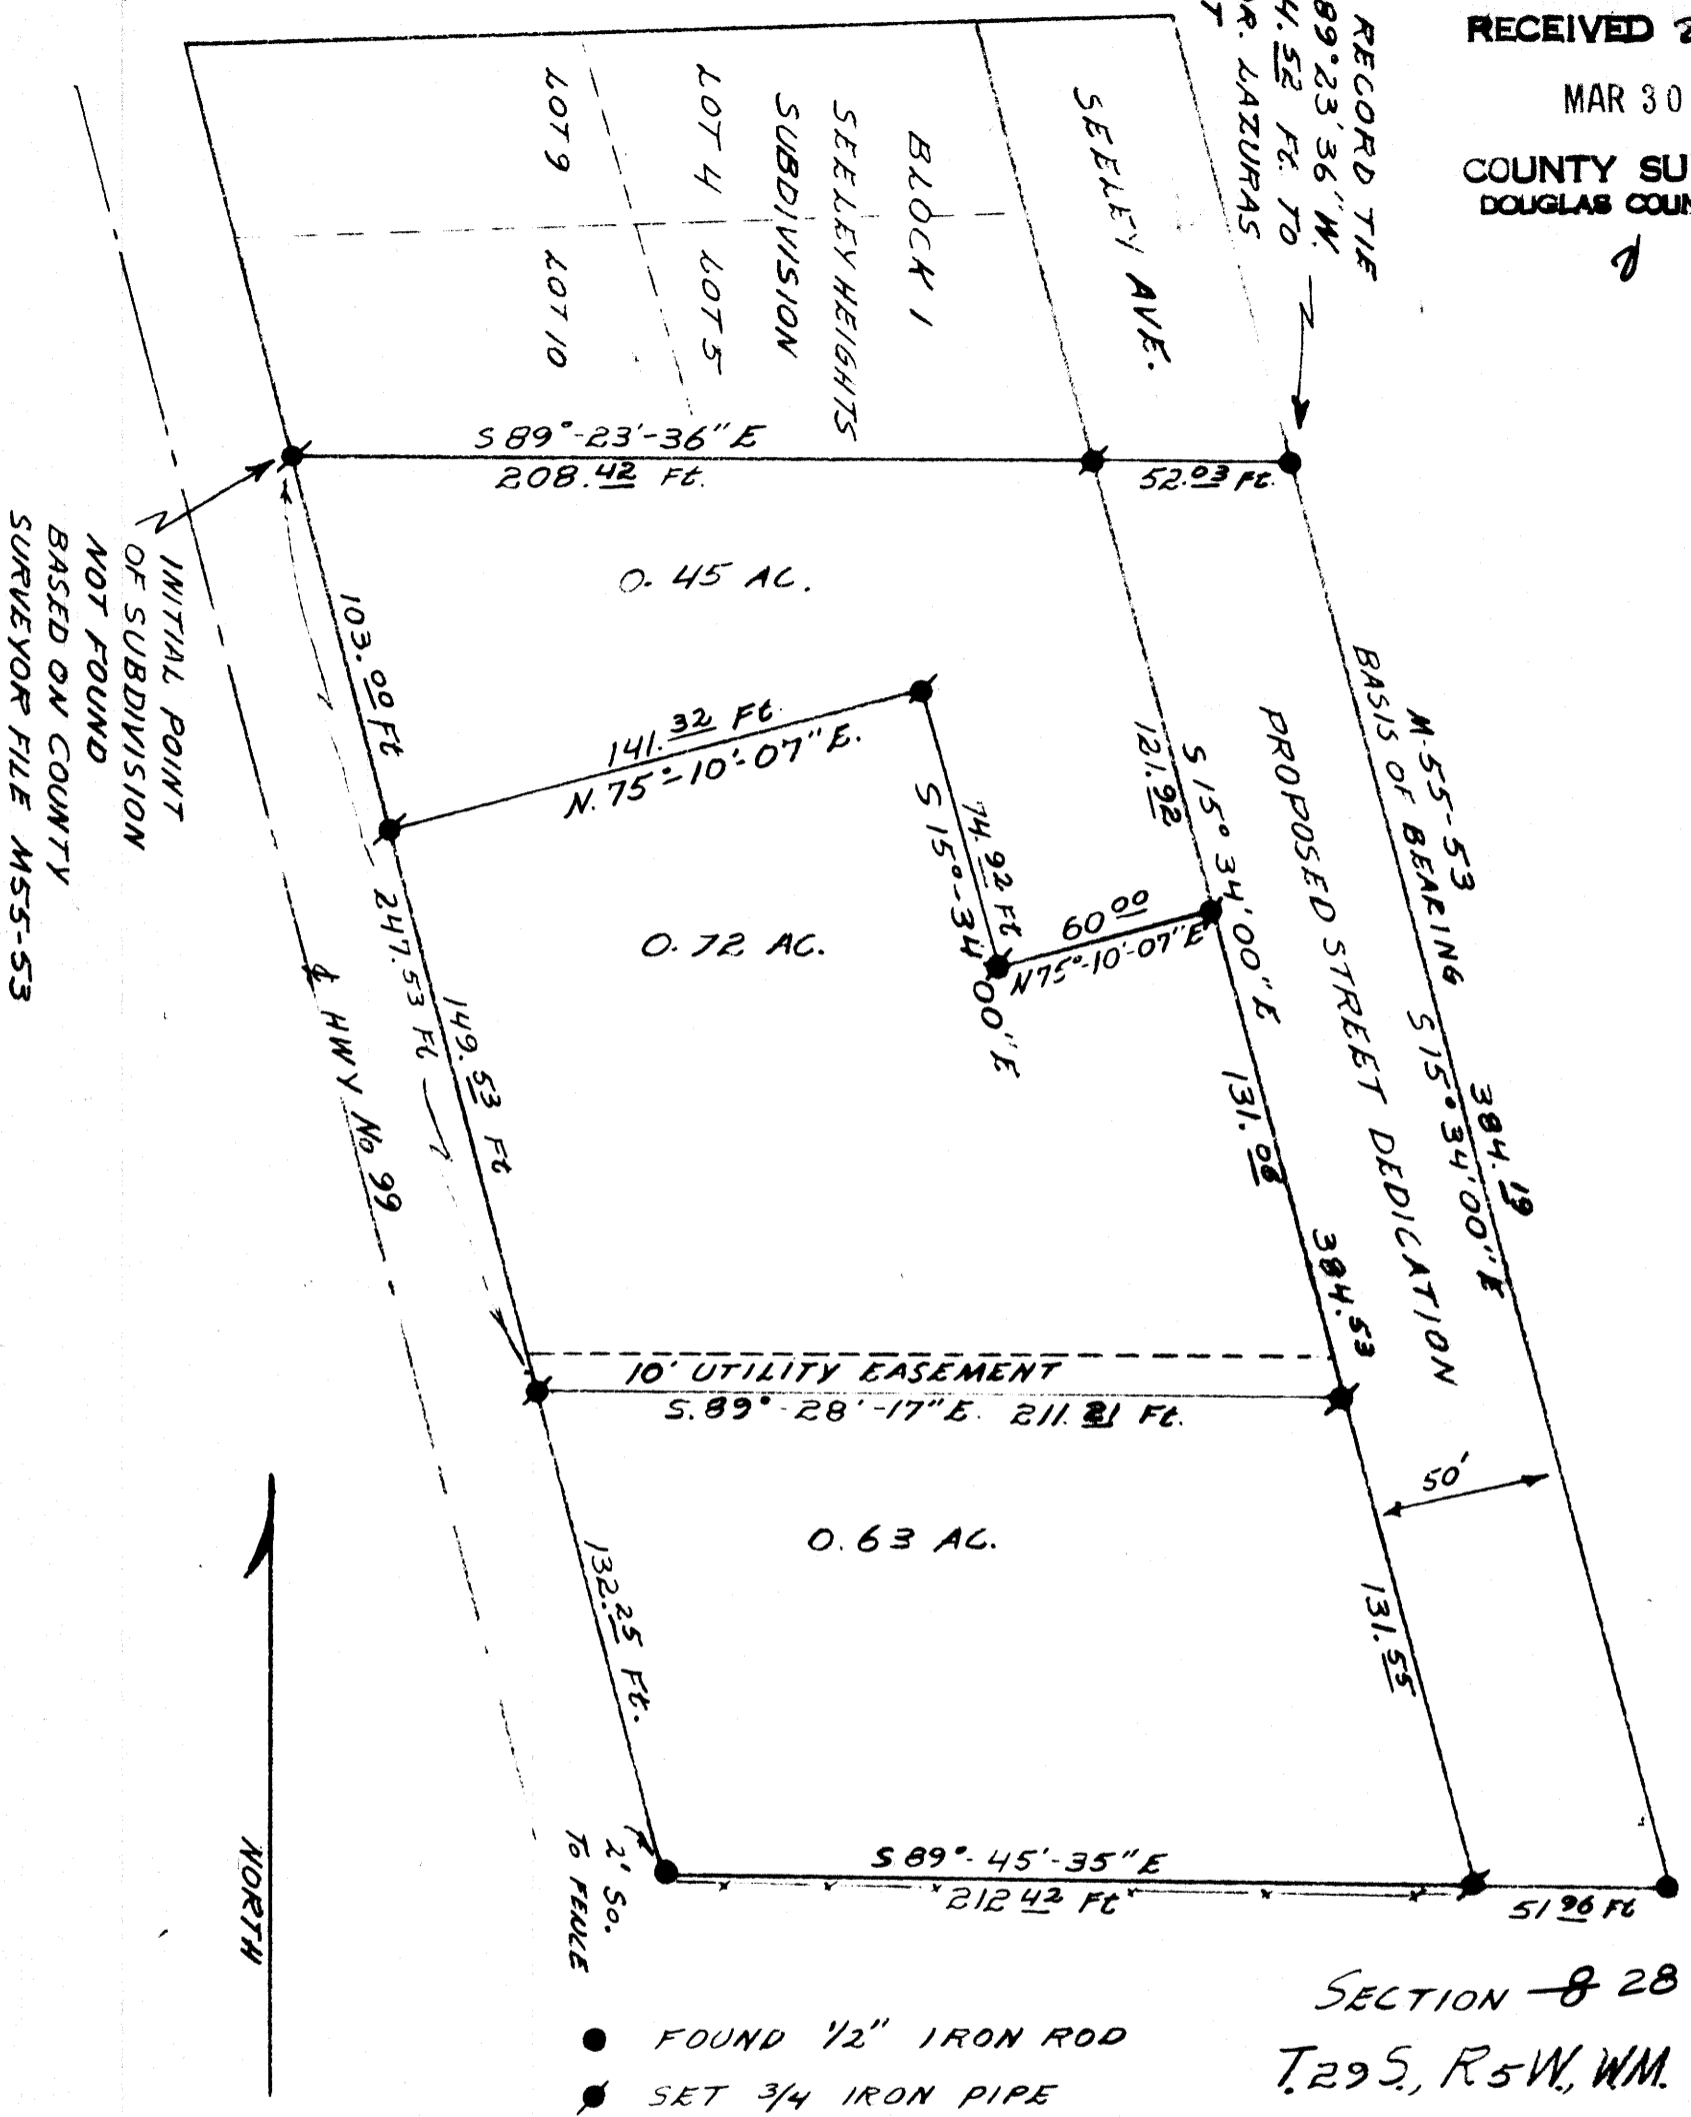 RECEIVED
MAR 30
COUNTY SU
DOUGLAS COUN
RECORD TIE
89°23'36" W.
4.52 Ft. TO
R. LAZURAS
T
SEELEY AVE.
BLOCK 1
SEELEY HEIGHTS
SUBDIVISION
LOT 4 LOT 5
LOT 9 LOT 10
S 89°-23'-36" E
208.42 Ft.
52.03 Ft.
0.45 AC.
103.00 Ft
141.32 Ft.
N. 75°-10'-07" E.
74.92 Ft
S 15°-34'00" E
60 00
N 75°-10'-07" E
121.92
S 15° 34' 00" E
131.08
384.53
PROPOSED STREET DEDICATION
M-55-53
BASIS OF BEARING S 15° 34' 00" E
384.19
INITIAL POINT
OF SUBDIVISION
NOT FOUND
BASED ON COUNTY
SURVEYOR FILE M55-53
0.72 AC.
247.53 Ft
149.53 Ft
℄ HWY No 99
10' UTILITY EASEMENT
S. 89°-28'-17" E. 211.21 Ft.
50'
0.63 AC.
132.25 Ft.
131.55
2' So.
To FENCE
S 89°-45'-35" E
212 42 Ft
51 96 Ft
NORTH
SECTION 8 28
T.29S., R5W., W.M.
FOUND 1/2" IRON ROD
SET 3/4 IRON PIPE